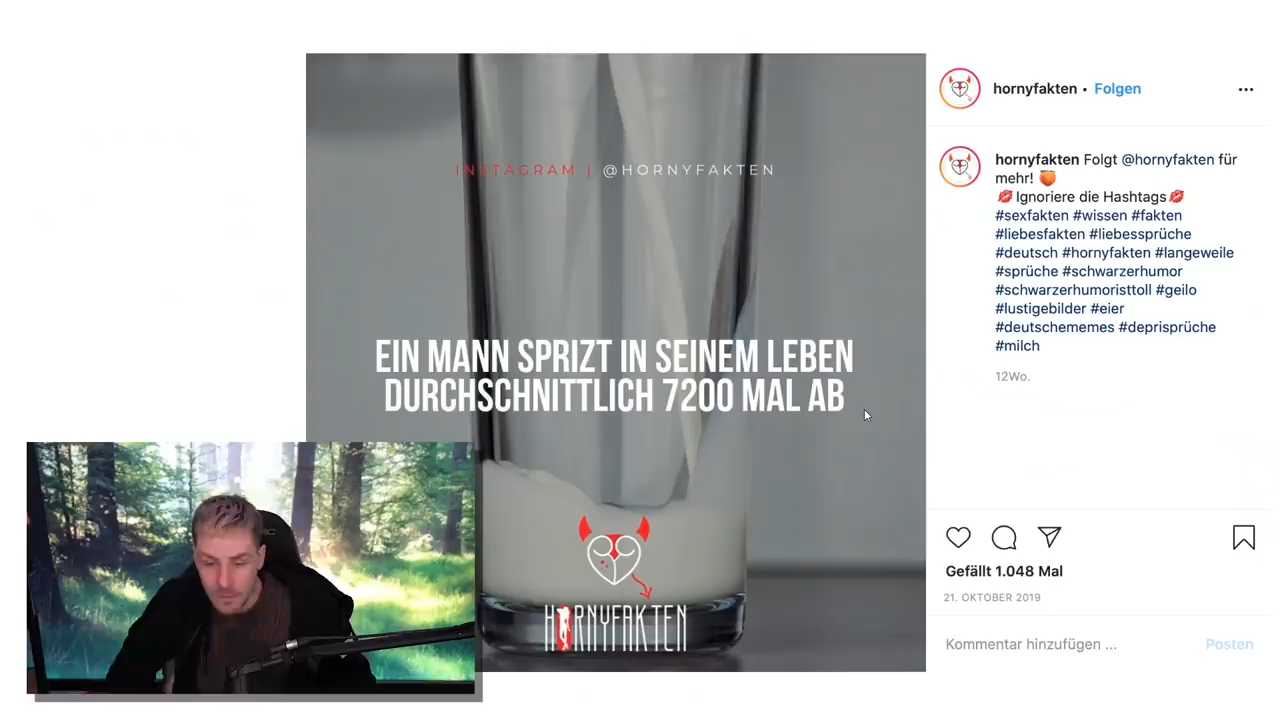 INSTAGRAM | @HORNYFAKTEN
EIN MANN SPRIZT IN SEINEM LEBEN
DURCHSCHNITTLICH 7200 MAL AB
HORNYFAKTEN
hornyfakten • Folgen
hornyfakten Folgt @hornyfakten für
mehr! 🍑
💋Ignoriere die Hashtags💋
#sexfakten #wissen #fakten
#liebesfakten #liebessprüche
#deutsch #hornyfakten #langeweile
#sprüche #schwarzerhumor
#schwarzerhumoristtoll #geilo
#lustigebilder #eier
#deutschememes #deprisprüche
#milch
12Wo.
Gefällt 1.048 Mal
21. OKTOBER 2019
Kommentar hinzufügen ...
Posten